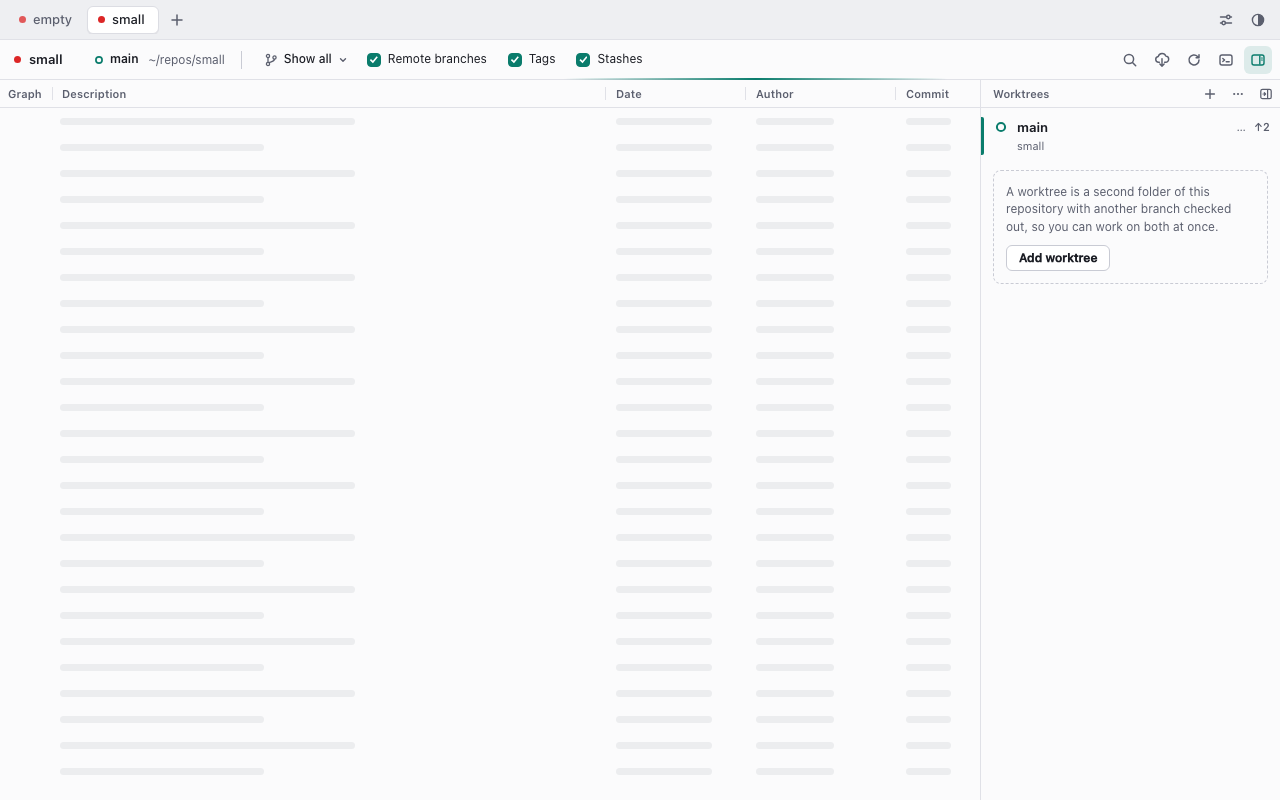 empty
small
small
main ~/repos/small
Show all
Remote branches
Tags
Stashes
Graph
Description
Date
Author
Commit
Worktrees
main
... ↑2
small
A worktree is a second folder of this
repository with another branch checked
out, so you can work on both at once.
Add worktree